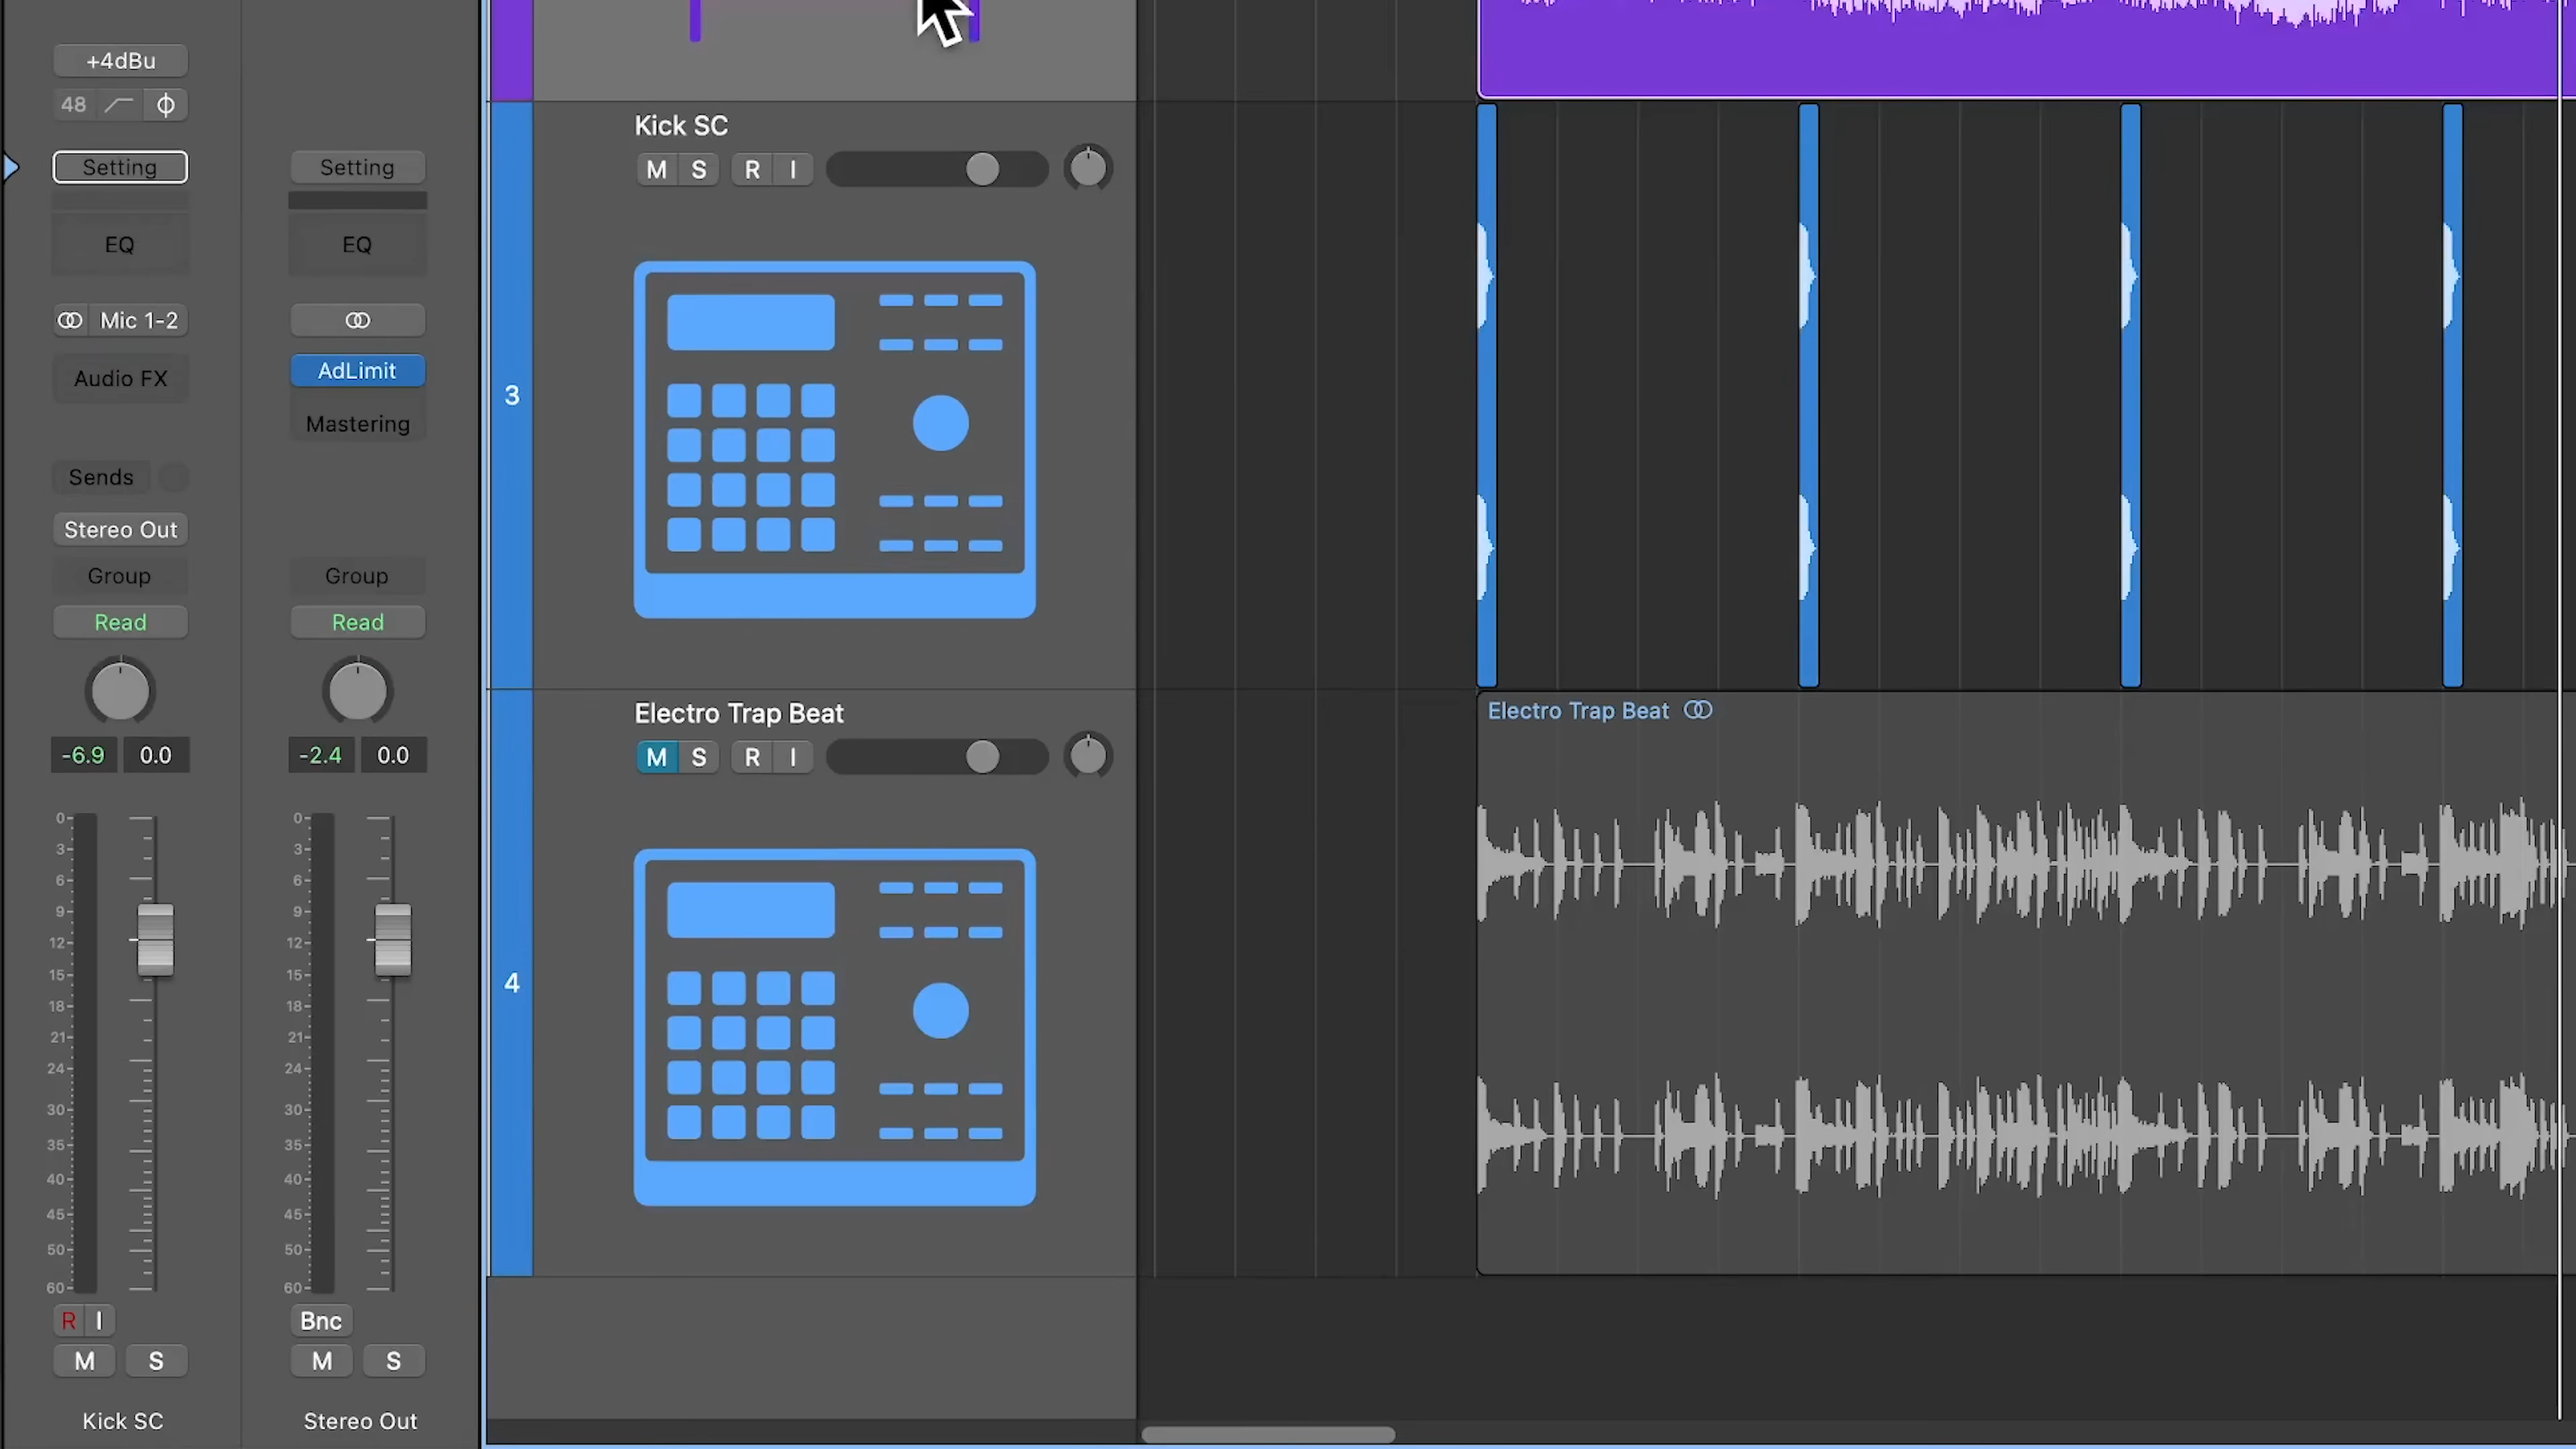 +4dBu
48
Setting Setting
EQ EQ
Mic 1-2
Audio FX
AdLimit
Mastering
Sends
Stereo Out
Group Group
Read Read
-6.9 0.0 -2.4 0.0
0 0
3 3
6 6
9 9
12 12
15 15
18 18
21 21
24 24
30 30
35 35
40 40
45 45
50 50
60 60
R I Bnc
M S M S
Kick SC Stereo Out
3
Kick SC
M S R I
4
Electro Trap Beat
M S R I
Electro Trap Beat